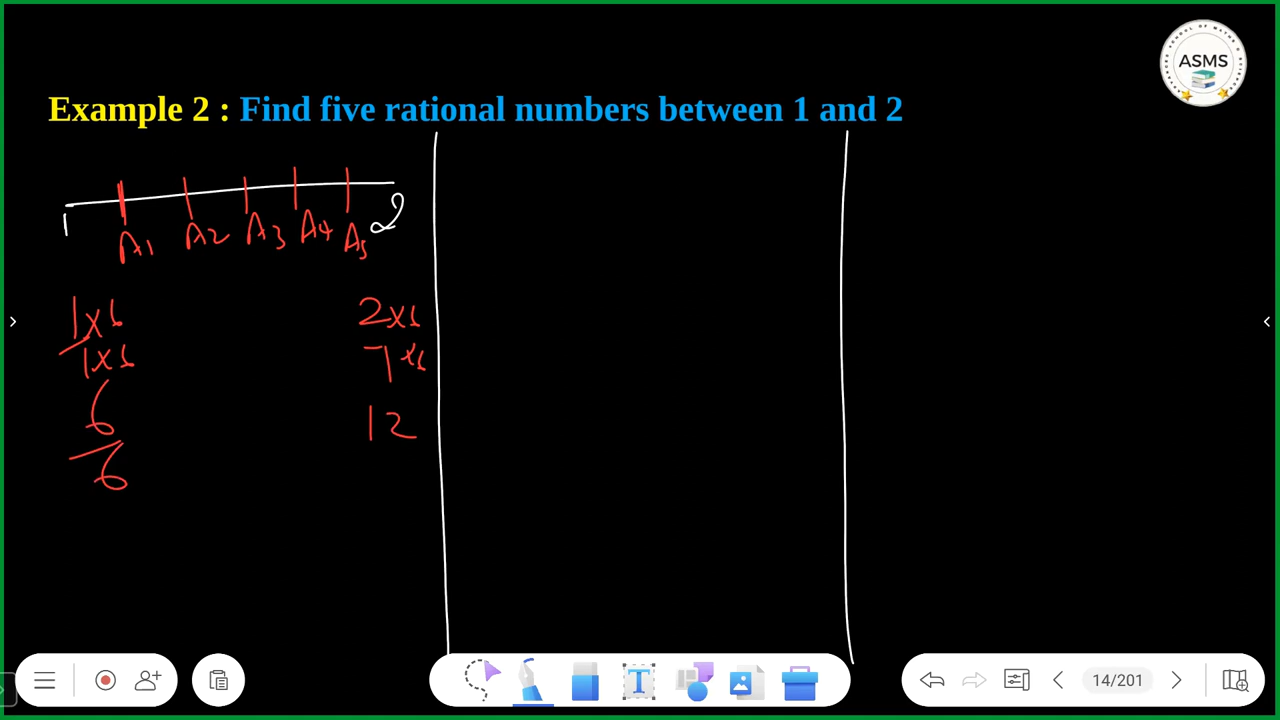 ASMS
Example 2 : Find five rational numbers between 1 and 2
1 A1 A2 A3 A4 A5 2
1x6 2x6
1x6 1x6
6 12
6
14/201